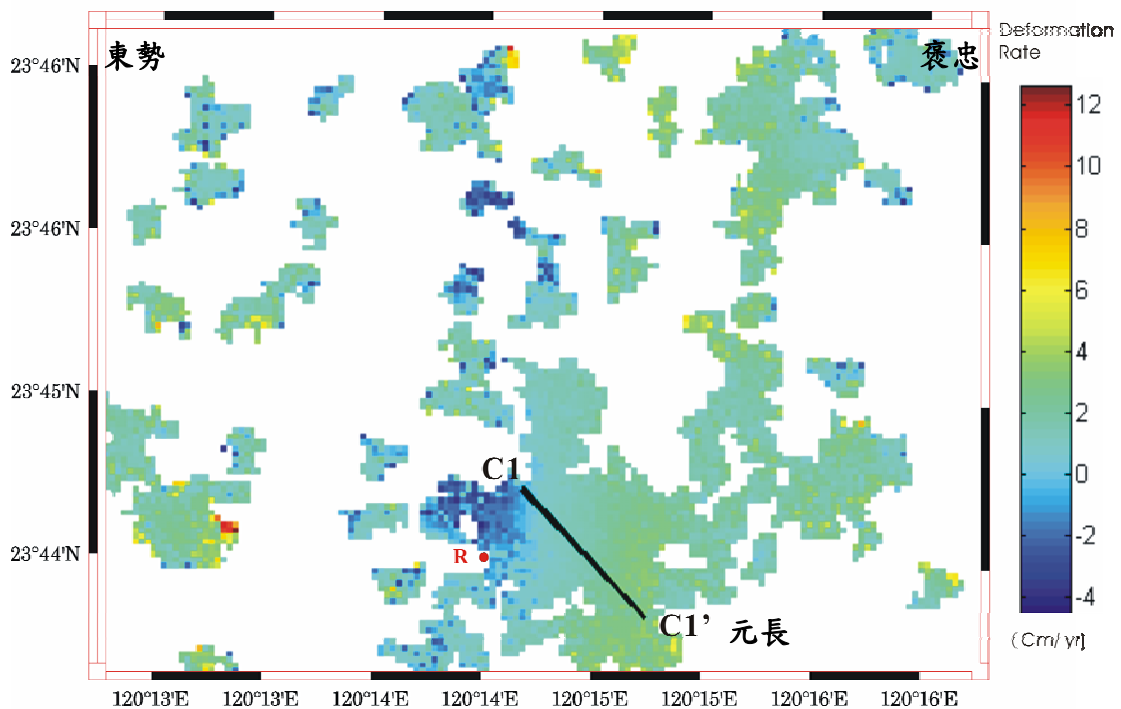 Deformation
Rate
東勢
褒忠
23°46'N
23°46'N
23°45'N
23°44'N
12
10
8
6
4
2
0
-2
-4
(Cm/yr)
C1
R
C1’ 元長
120°13'E 120°13'E 120°14'E 120°14'E 120°15'E 120°15'E 120°16'E 120°16'E